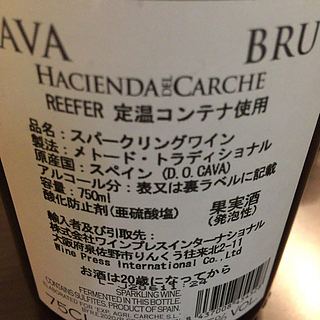 CAVA BRU
HACIENDA DEL CARCHE
REEFER 定温コンテナ使用
品名：スパークリングワイン
製法：メトード・トラディショナル
原産国：スペイン (D.O.CAVA)
アルコール分：表又は裏ラベルに記載
容量：750ml
酸化防止剤(亜硫酸塩) 果実酒
(発泡性)
輸入者及び引取先：
株式会社ワインプレスインターナショナル
大阪府泉佐野市りんくう往来北2-11
Wine Press International Co., Ltd
お酒は20歳になってから
SPARKLING WINE
FERMENTED IN THIS BOTTLE.
CONTAINS SULFITES. PRODUCT OF SPAIN.
75Cl
VOL